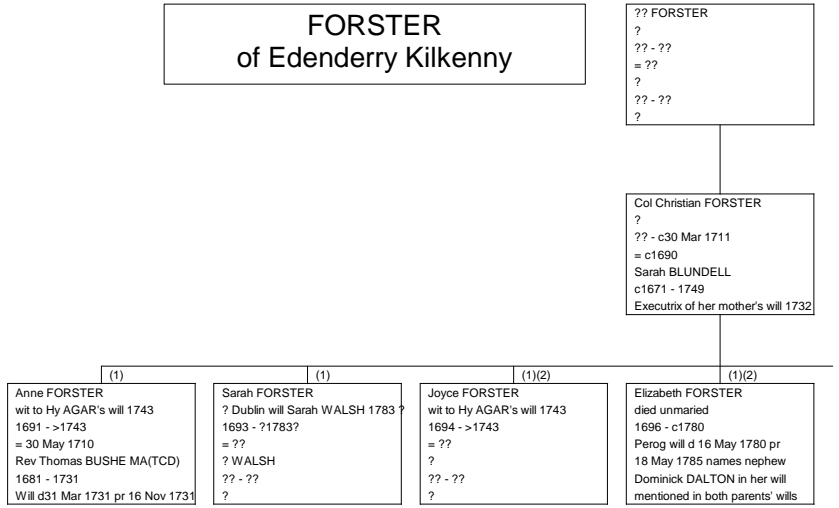 FORSTER
of Edenderry Kilkenny
?? FORSTER
?
?? - ??
= ??
?
?? - ??
?
Col Christian FORSTER
?
?? - c30 Mar 1711
= c1690
Sarah BLUNDELL
c1671 - 1749
Executrix of her mother's will 1732
(1)
Anne FORSTER
wit to Hy AGAR's will 1743
1691 - >1743
= 30 May 1710
Rev Thomas BUSHE MA(TCD)
1681 - 1731
Will d31 Mar 1731 pr 16 Nov 1731
(1)
Sarah FORSTER
? Dublin will Sarah WALSH 1783 ?
1693 - ?1783?
= ??
? WALSH
?? - ??
?
(1)(2)
Joyce FORSTER
wit to Hy AGAR's will 1743
1694 - >1743
= ??
?
?? - ??
?
(1)(2)
Elizabeth FORSTER
died unmaried
1696 - c1780
Perog will d 16 May 1780 pr
18 May 1785 names nephew
Dominick DALTON in her will
mentioned in both parents' wills